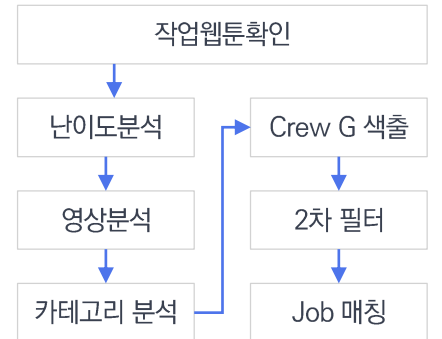 작업웹툰확인
난이도분석
영상분석
카테고리 분석
Crew G 색출
2차 필터
Job 매칭